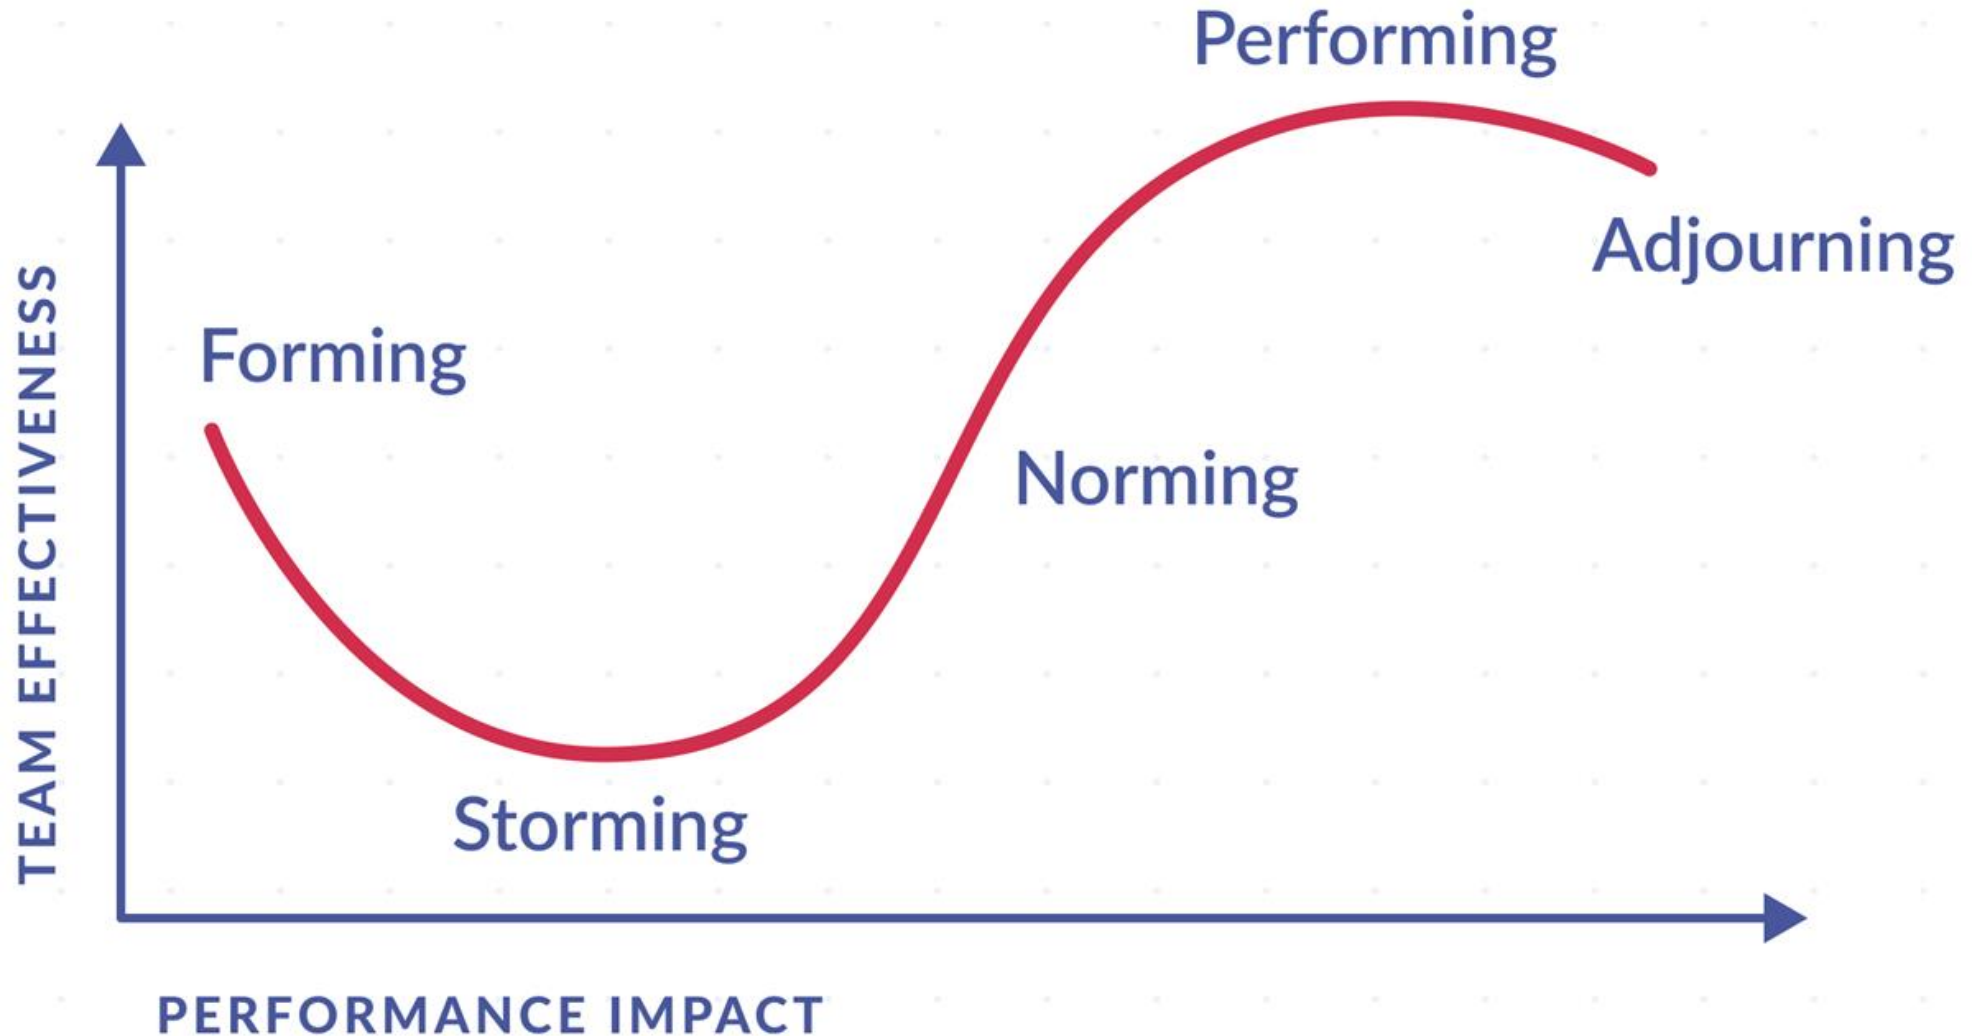 Performing
Adjourning
Forming
Norming
Storming
TEAM EFFECTIVENESS
PERFORMANCE IMPACT